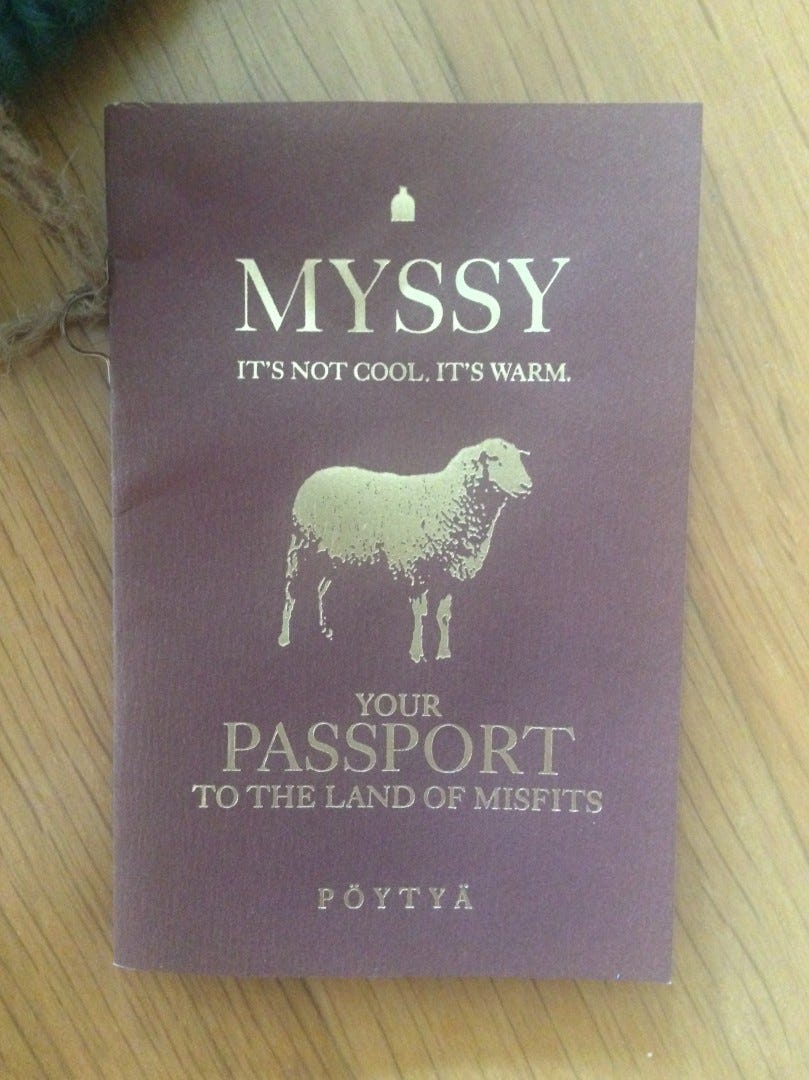 MYSSY
IT'S NOT COOL. IT'S WARM.
YOUR
PASSPORT
TO THE LAND OF MISFITS
PÖYTYÄ